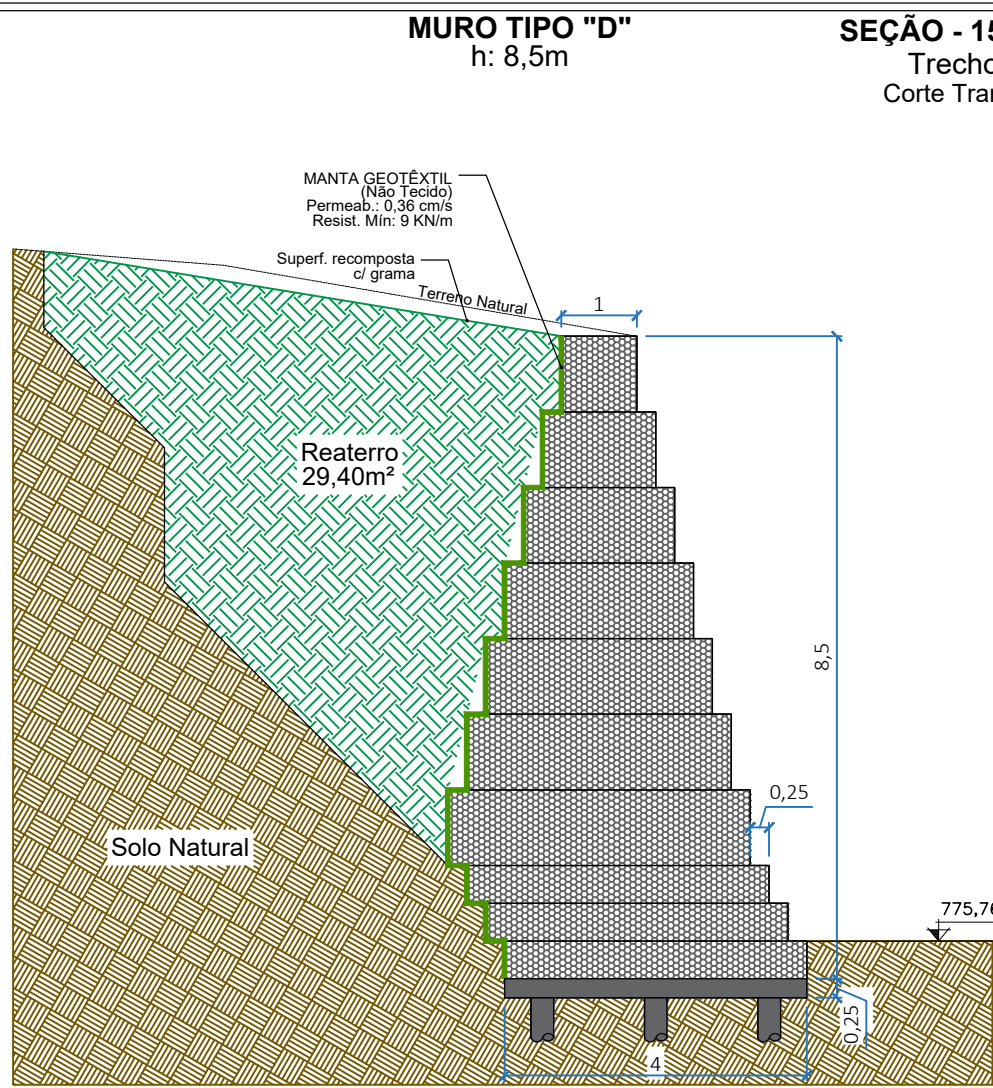 MURO TIPO "D"
h: 8,5m
SEÇÃO - 15
Trecho
Corte Tran
MANTA GEOTÊXTIL
(Não Tecido)
Permeab.: 0,36 cm/s
Resist. Mín: 9 KN/m
Superf. recomposta
c/ grama
Terreno Natural
1
Reaterro
29,40m²
8,5
0,25
Solo Natural
775,76
0,25
4